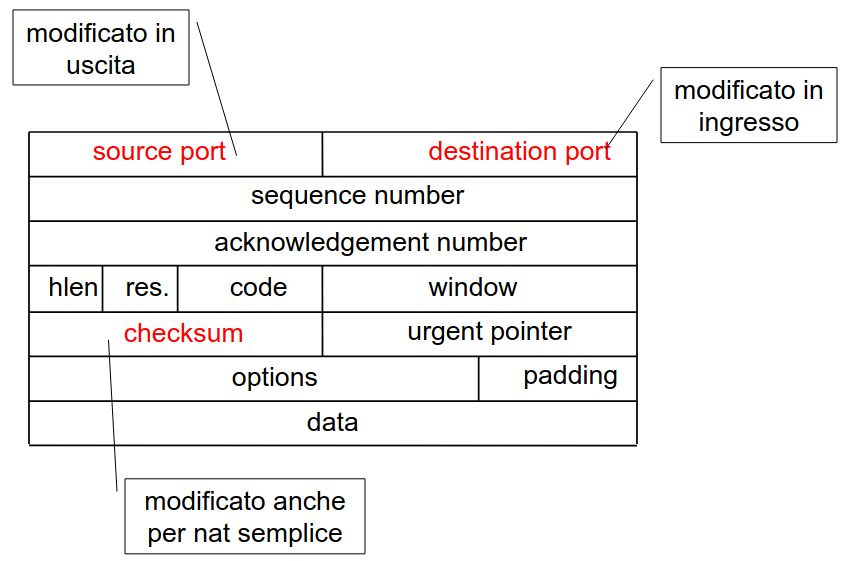 modificato in
uscita
modificato in
ingresso
source port
destination port
sequence number
acknowledgement number
hlen
res.
code
window
checksum
urgent pointer
options
padding
data
modificato anche
per nat semplice